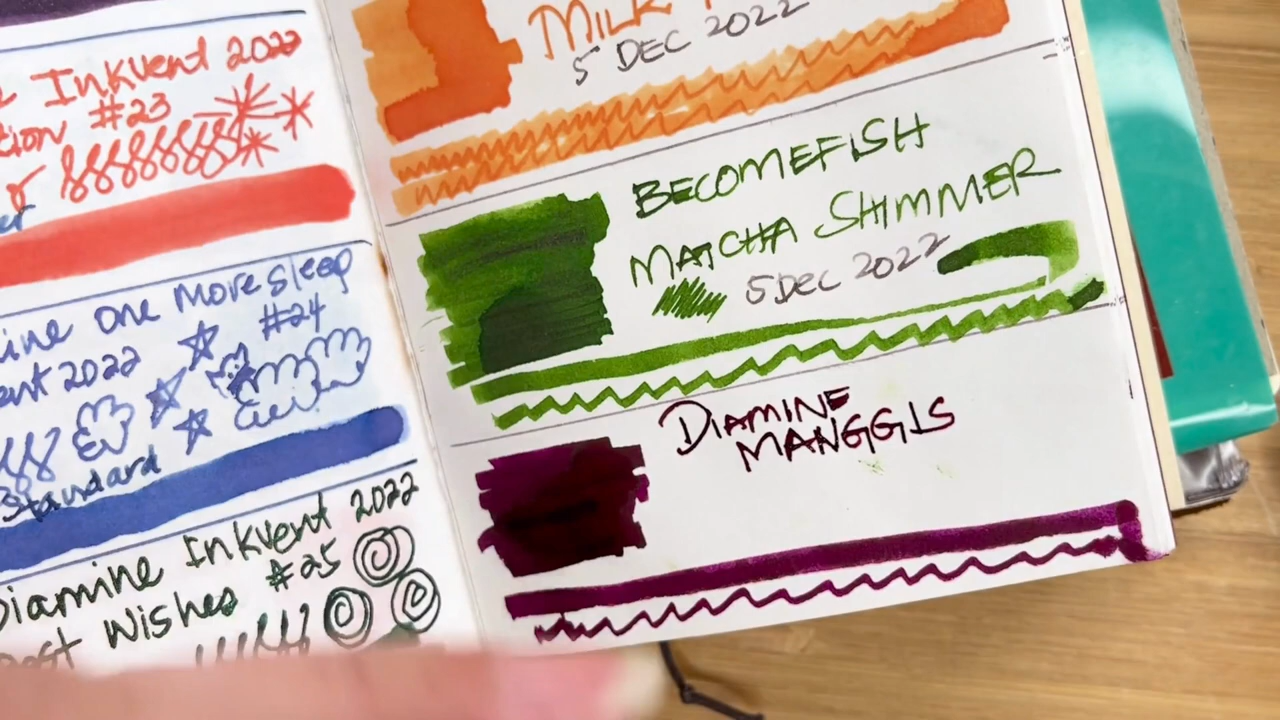 Inkvent 2022
#23
ine one more sleep
#24
ent 2022
Standard
Diamine Inkvent 2022
Best Wishes #25
MILK
5 DEC 2022
BECOMEFISH
MATCHA SHIMMER
5 DEC 2022
DIAMINE
MANGGIS